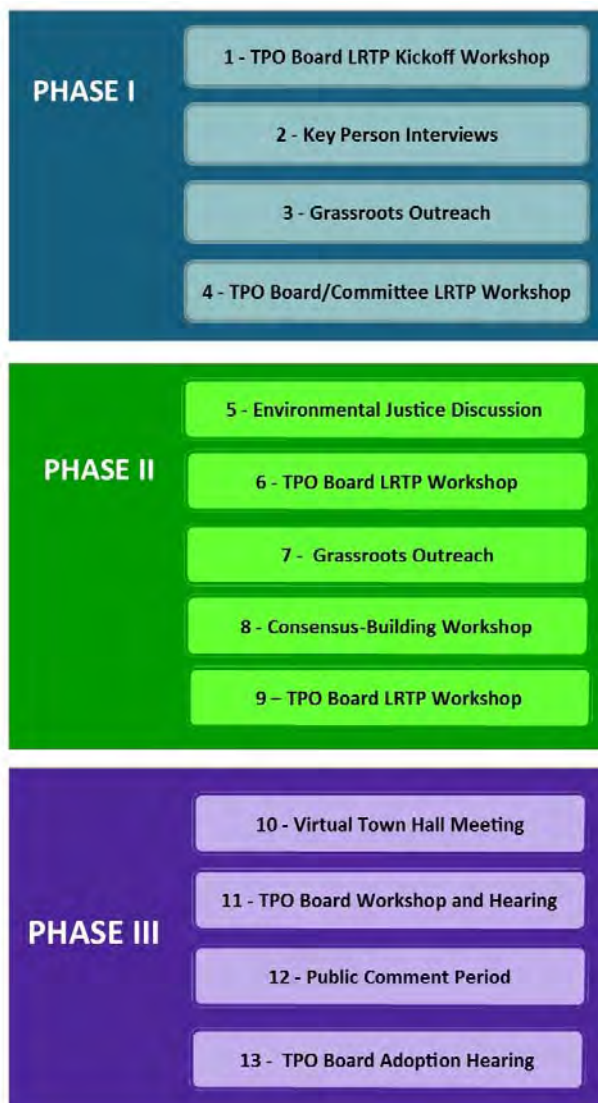 PHASE I
1 - TPO Board LRTP Kickoff Workshop
2 - Key Person Interviews
3 - Grassroots Outreach
4 - TPO Board/Committee LRTP Workshop
PHASE II
5 - Environmental Justice Discussion
6 - TPO Board LRTP Workshop
7 - Grassroots Outreach
8 - Consensus-Building Workshop
9 – TPO Board LRTP Workshop
PHASE III
10 - Virtual Town Hall Meeting
11 - TPO Board Workshop and Hearing
12 - Public Comment Period
13 - TPO Board Adoption Hearing